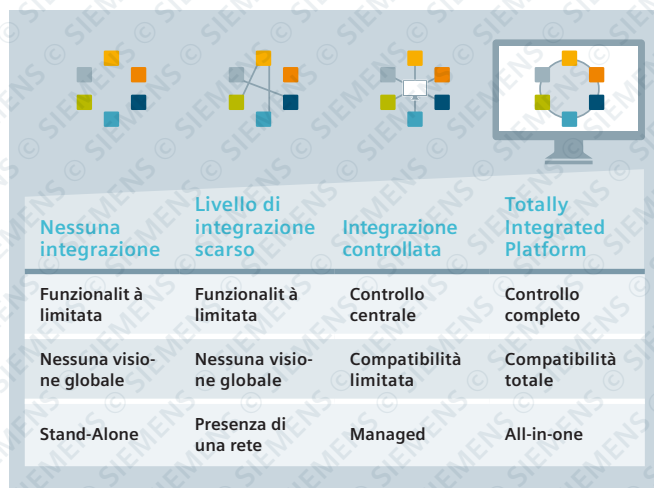 Nessuna
integrazione
Livello di
integrazione
scarso
Integrazione
controllata
Totally
Integrated
Platform
Funzionalit à
limitata
Funzionalit à
limitata
Controllo
centrale
Controllo
completo
Nessuna visio-
ne globale
Nessuna visio-
ne globale
Compatibilità
limitata
Compatibilità
totale
Stand-Alone
Presenza di
una rete
Managed
All-in-one
© SIEMENS